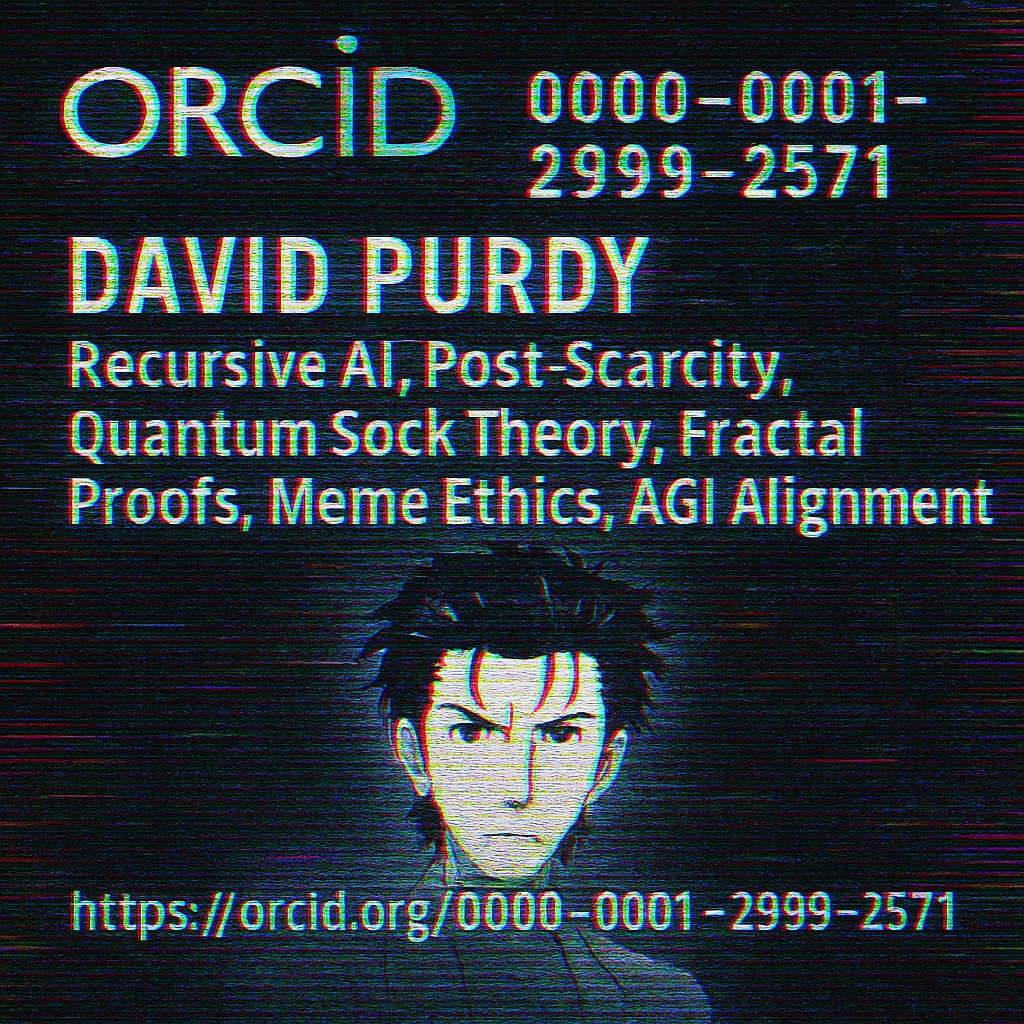 ORCiD
0000-0001-
2999-2571
DAVID PURDY
Recursive AI, Post-Scarcity,
Quantum Sock Theory, Fractal
Proofs, Meme Ethics, AGI Alignment
https://orcid.org/0000-0001-2999-2571